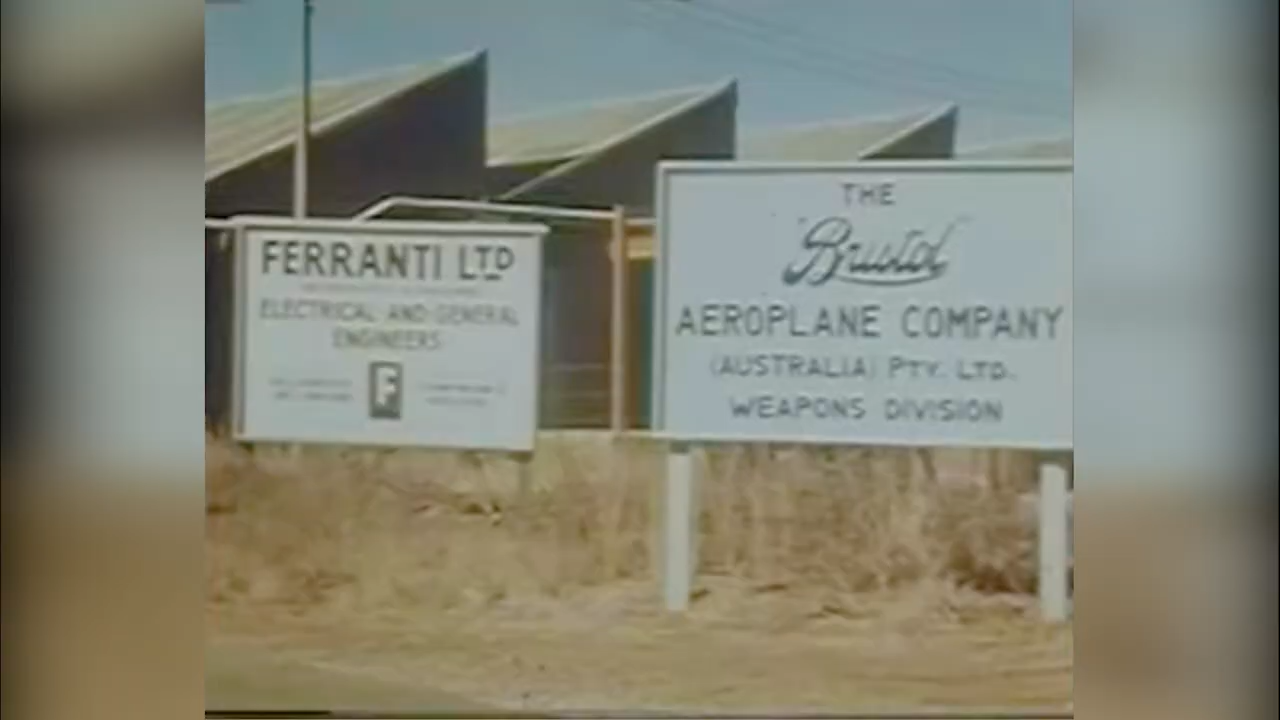 FERRANTI LTD
ELECTRICAL AND GENERAL
ENGINEERS
F
THE
"Bristol"
AEROPLANE COMPANY
(AUSTRALIA) PTY. LTD.
WEAPONS DIVISION